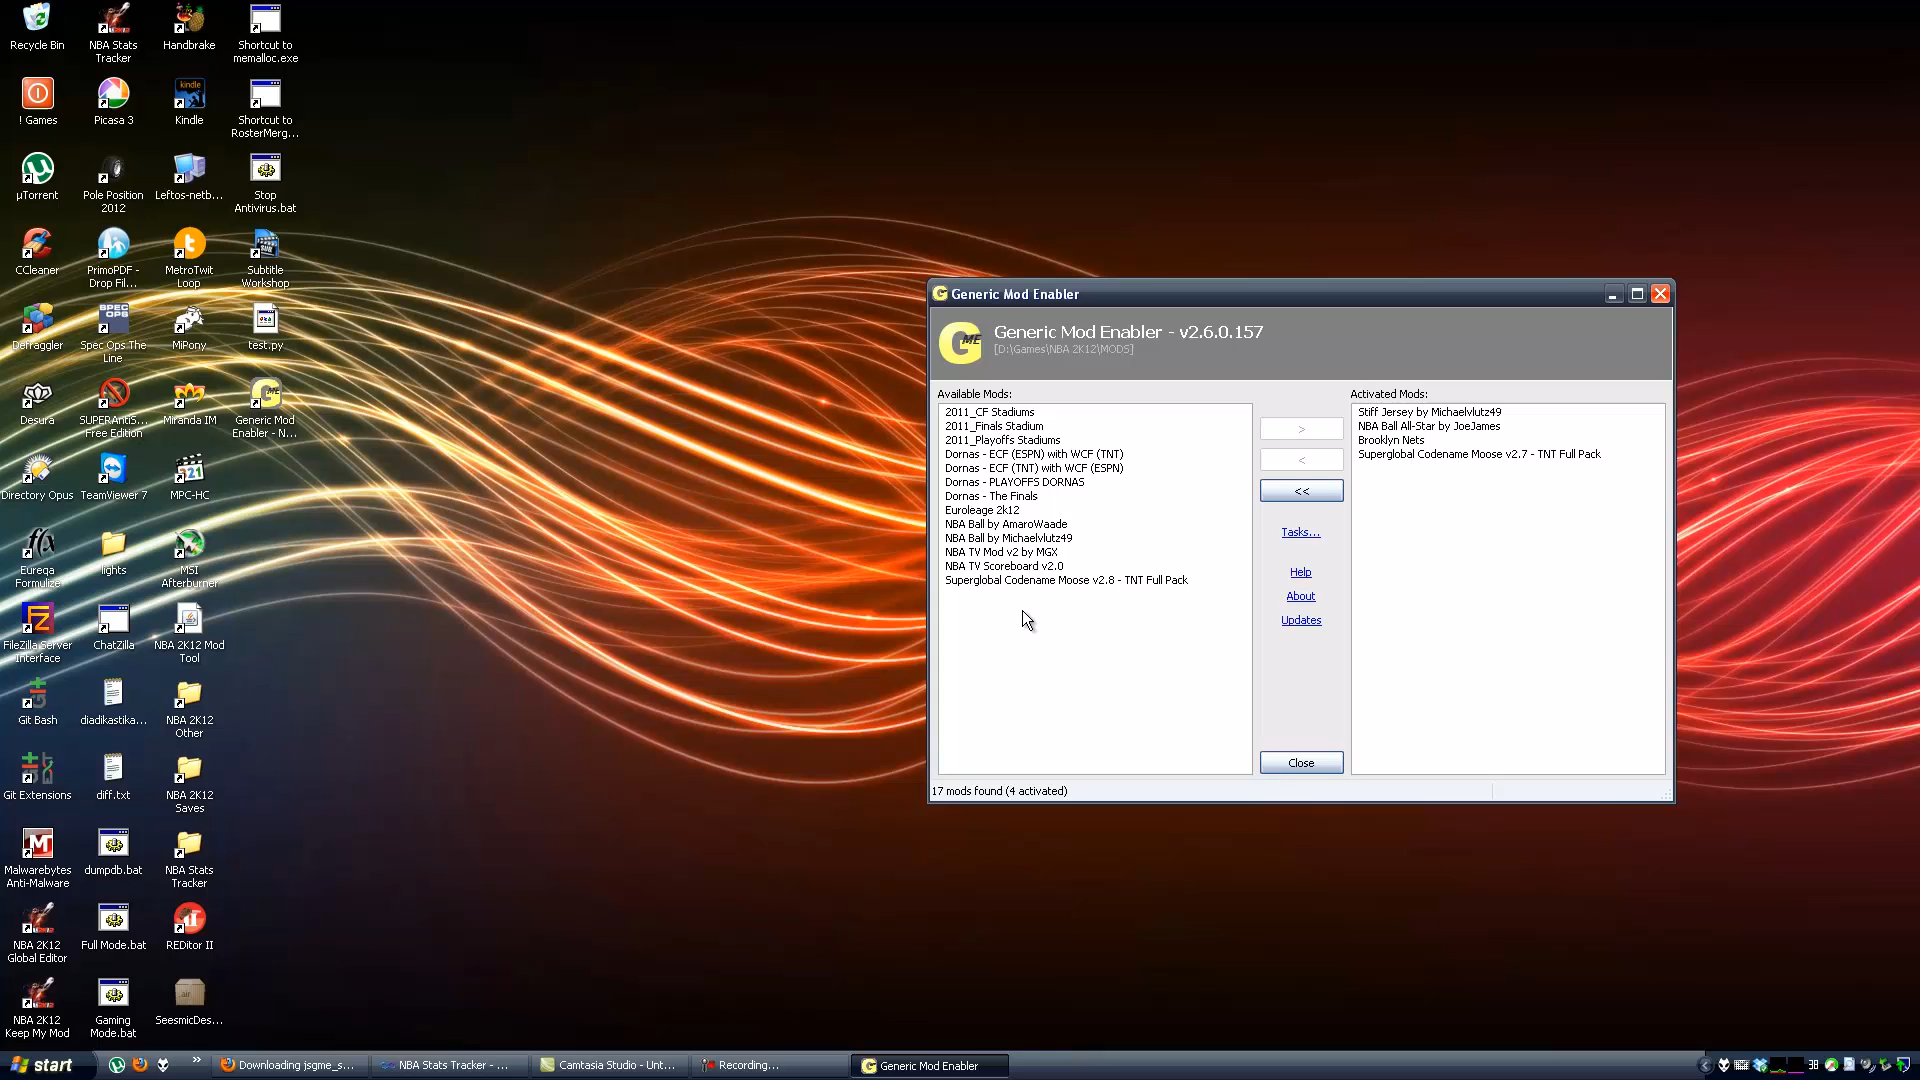 Recycle Bin
NBA Stats
Tracker
Handbrake
Shortcut to
memalloc.exe
! Games
Picasa 3
kindle
Kindle
Shortcut to
RosterMerg...
µTorrent
Pole Position
2012
Leftos-netb...
Stop
Antivirus.bat
CCleaner
PrimoPDF -
Drop Fil...
MetroTwit
Loop
Subtitle
Workshop
Defraggler
SPEC
OPS
Spec Ops The
Line
MiPony
test.py
Desura
SUPERAntiS...
Free Edition
Miranda IM
Generic Mod
Enabler - N...
Directory Opus
TeamViewer 7
MPC-HC
Eureqa
Formulize
lights
MSI
Afterburner
FileZilla Server
Interface
ChatZilla
NBA 2K12 Mod
Tool
Git Bash
diadikastika...
NBA 2K12
Other
Git Extensions
diff.txt
NBA 2K12
Saves
Malwarebytes
Anti-Malware
dumpdb.bat
NBA Stats
Tracker
NBA 2K12
Global Editor
Full Mode.bat
REDitor II
NBA 2K12
Keep My Mod
Gaming
Mode.bat
SeesmicDes...
Generic Mod Enabler
Generic Mod Enabler - v2.6.0.157
[D:\Games\NBA 2K12\MODS]
Available Mods:
2011_CF Stadiums
2011_Finals Stadium
2011_Playoffs Stadiums
Dornas - ECF (ESPN) with WCF (TNT)
Dornas - ECF (TNT) with WCF (ESPN)
Dornas - PLAYOFFS DORNAS
Dornas - The Finals
Euroleage 2k12
NBA Ball by AmaroWaade
NBA Ball by Michaelvlutz49
NBA TV Mod v2 by MGX
NBA TV Scoreboard v2.0
Superglobal Codename Moose v2.8 - TNT Full Pack
>
<
<<
Tasks...
Help
About
Updates
Close
Activated Mods:
Stiff Jersey by Michaelvlutz49
NBA Ball All-Star by JoeJames
Brooklyn Nets
Superglobal Codename Moose v2.7 - TNT Full Pack
17 mods found (4 activated)
start
Downloading jsgme_s...
NBA Stats Tracker - ...
Camtasia Studio - Unt...
Recording...
Generic Mod Enabler
38